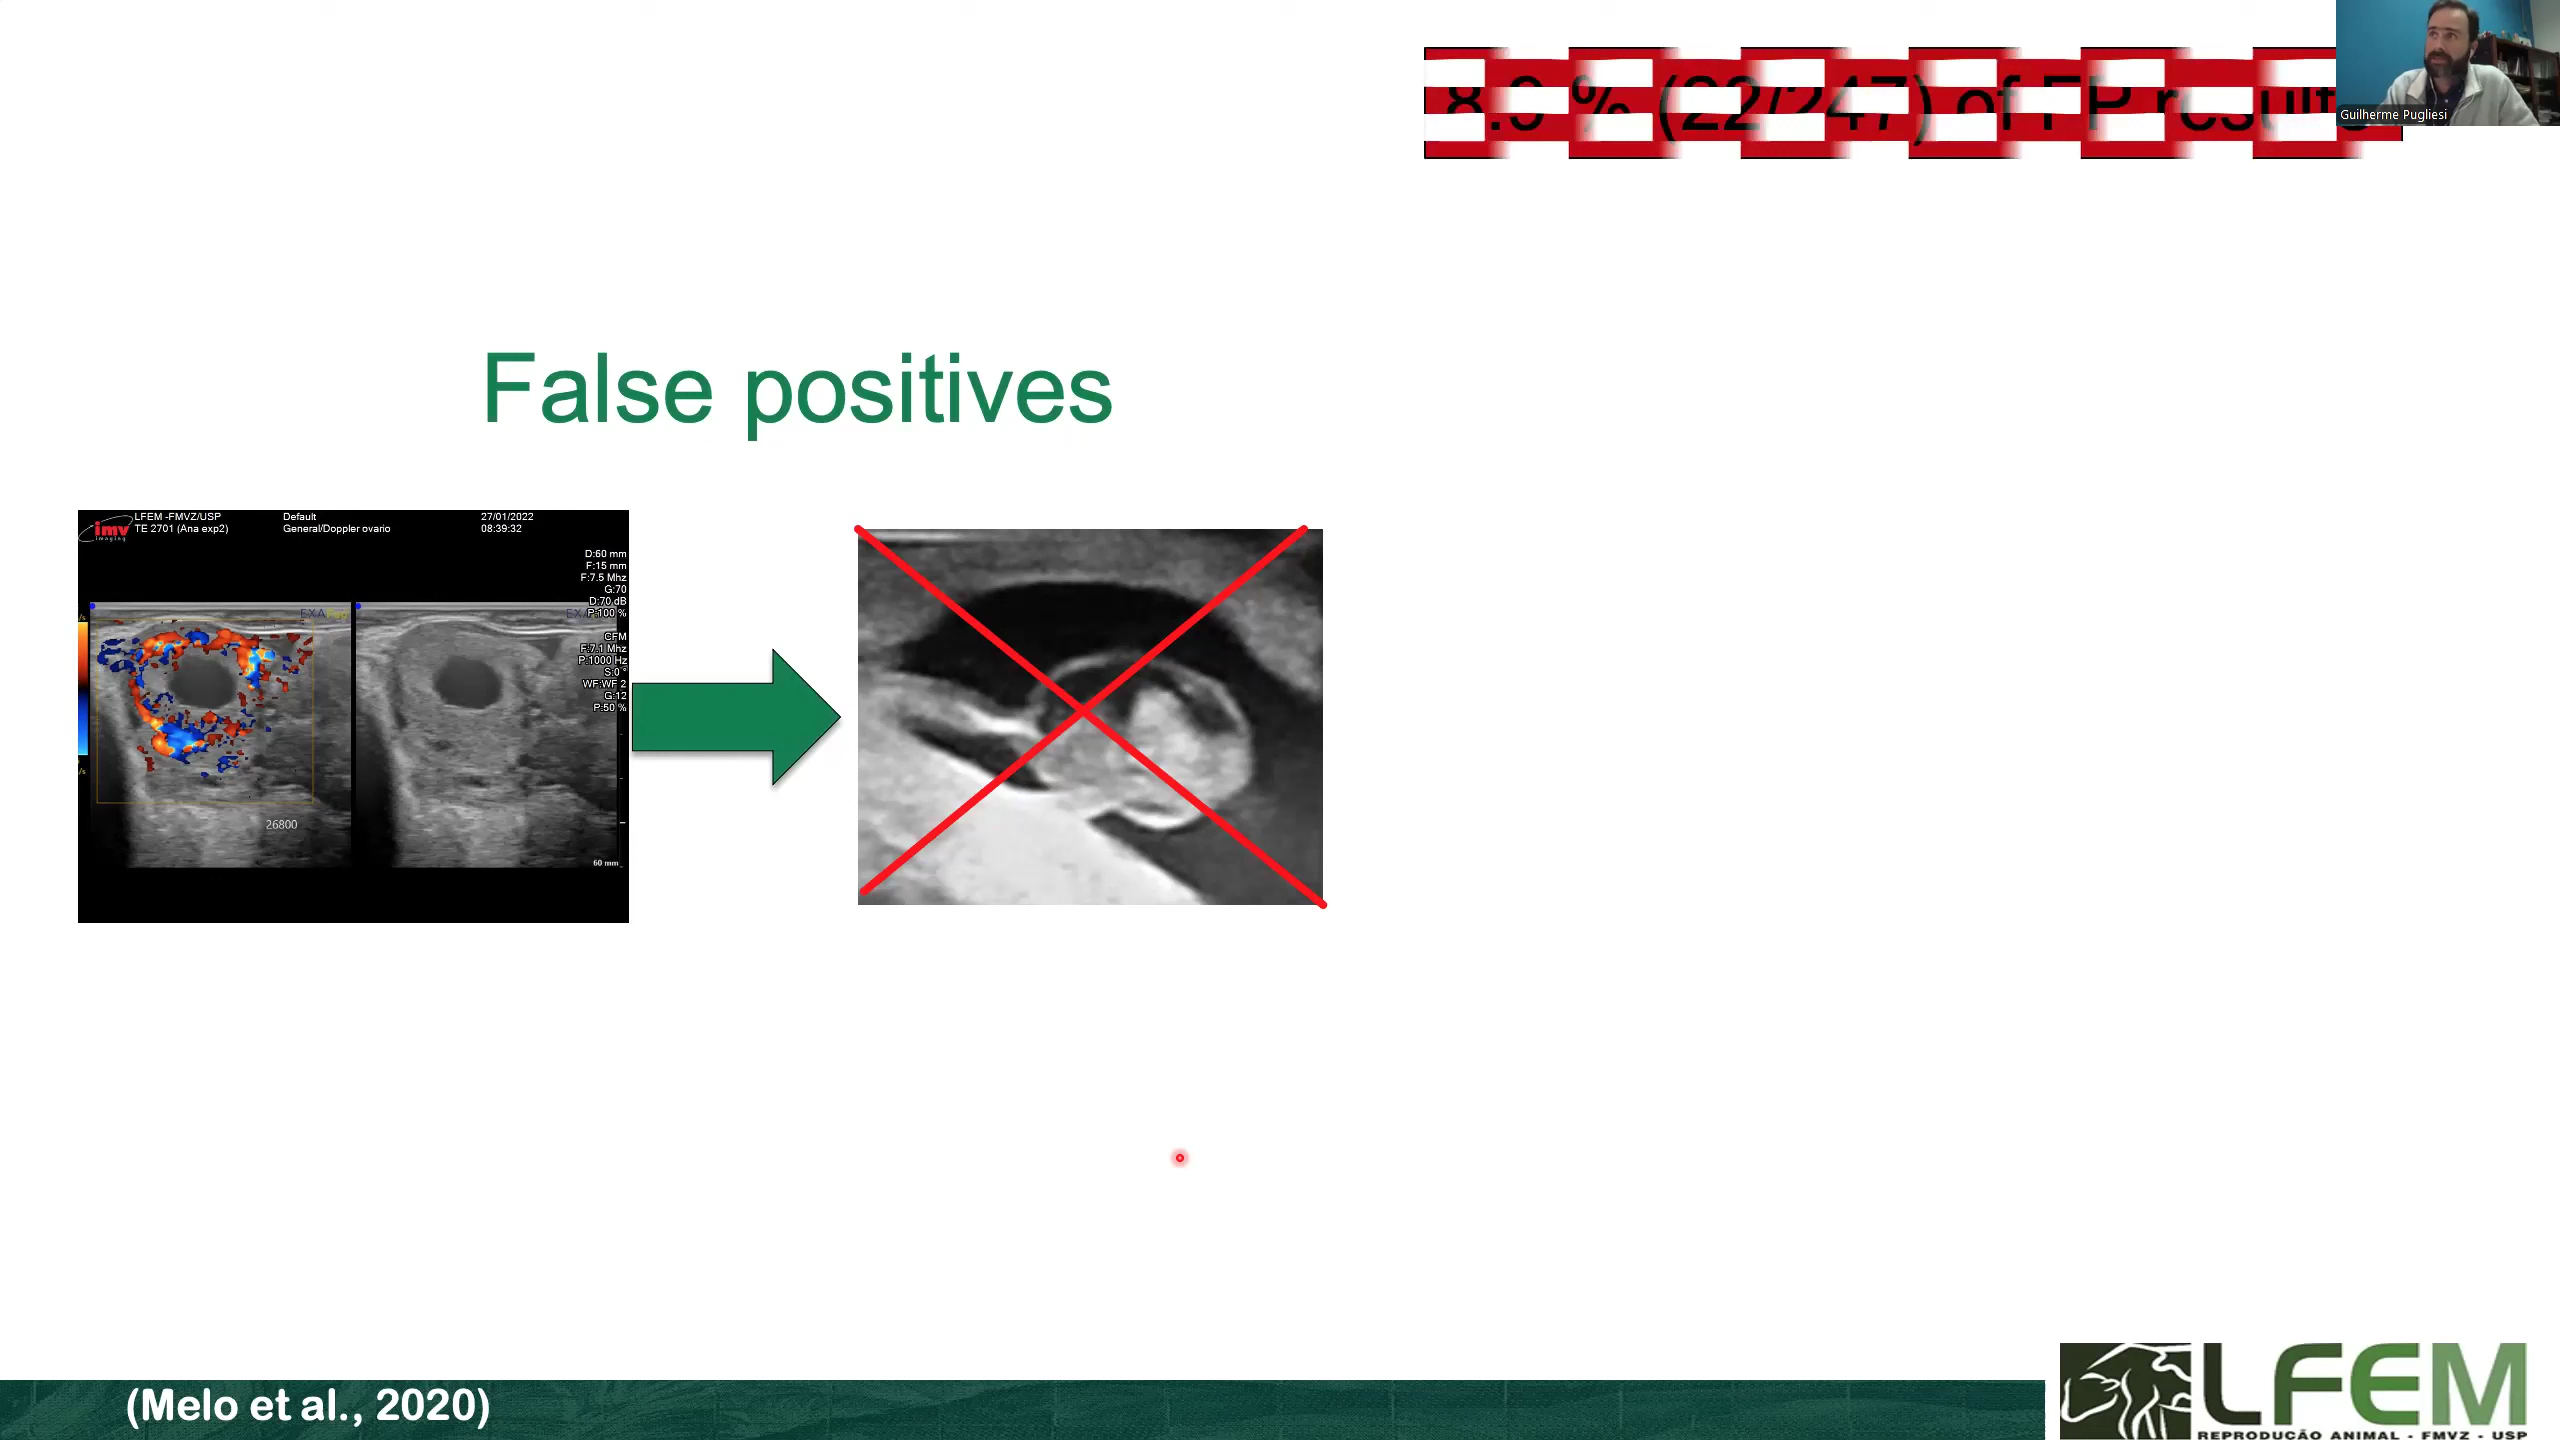 8.9 % (22/247) of FP results
Guilherme Pugliesi
False positives
imv
imaging
LFEM -FMVZ/USP
TE 2701 (Ana exp2)
Default
General/Doppler ovario
27/01/2022
08:39:32
D:60 mm
F:15 mm
F:7.5 Mhz
G:70
D:70 dB
P:100 %
CFM
F:7.1 Mhz
P:1000 Hz
S:0 °
WF:WF 2
G:12
P:50 %
26800
60 mm
(Melo et al., 2020)
LFEM
REPRODUÇÃO ANIMAL - FMVZ - USP